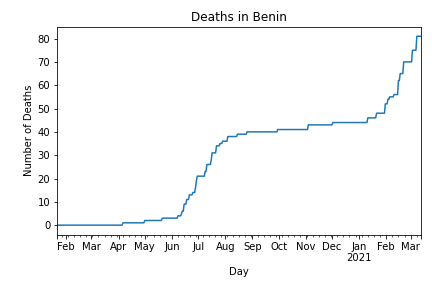 Deaths in Benin
80
70
60
50
40
30
20
10
0
Number of Deaths
Feb Mar Apr May Jun Jul Aug Sep Oct Nov Dec Jan Feb Mar
2021
Day